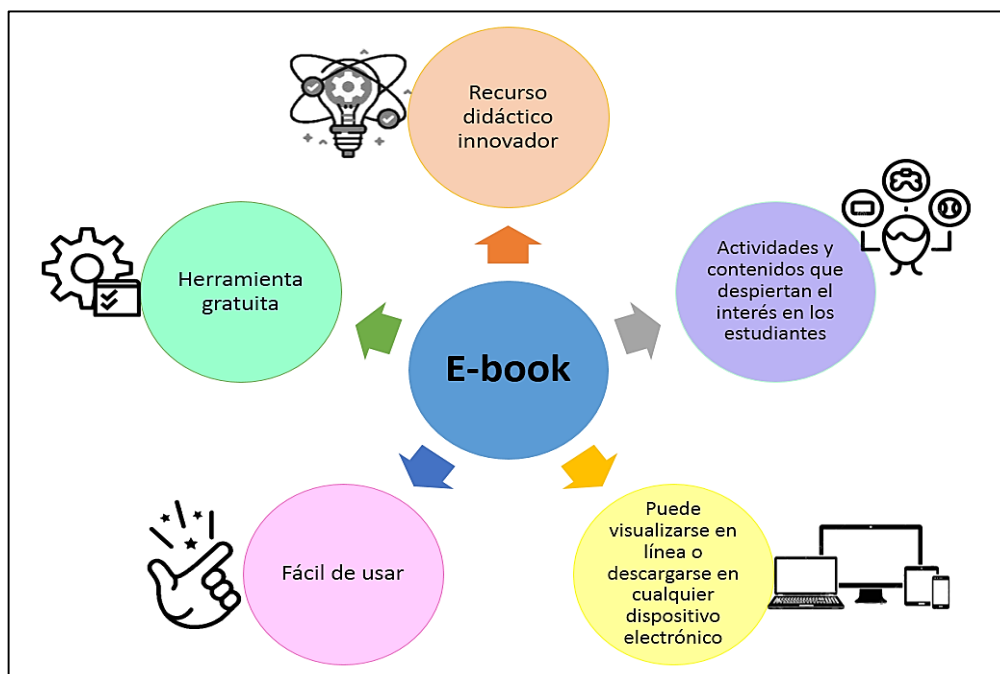 Recurso
didáctico
innovador
Herramienta
gratuita
Actividades y
contenidos que
despiertan el
interés en los
estudiantes
E-book
Fácil de usar
Puede
visualizarse en
línea o
descargarse en
cualquier
dispositivo
electrónico